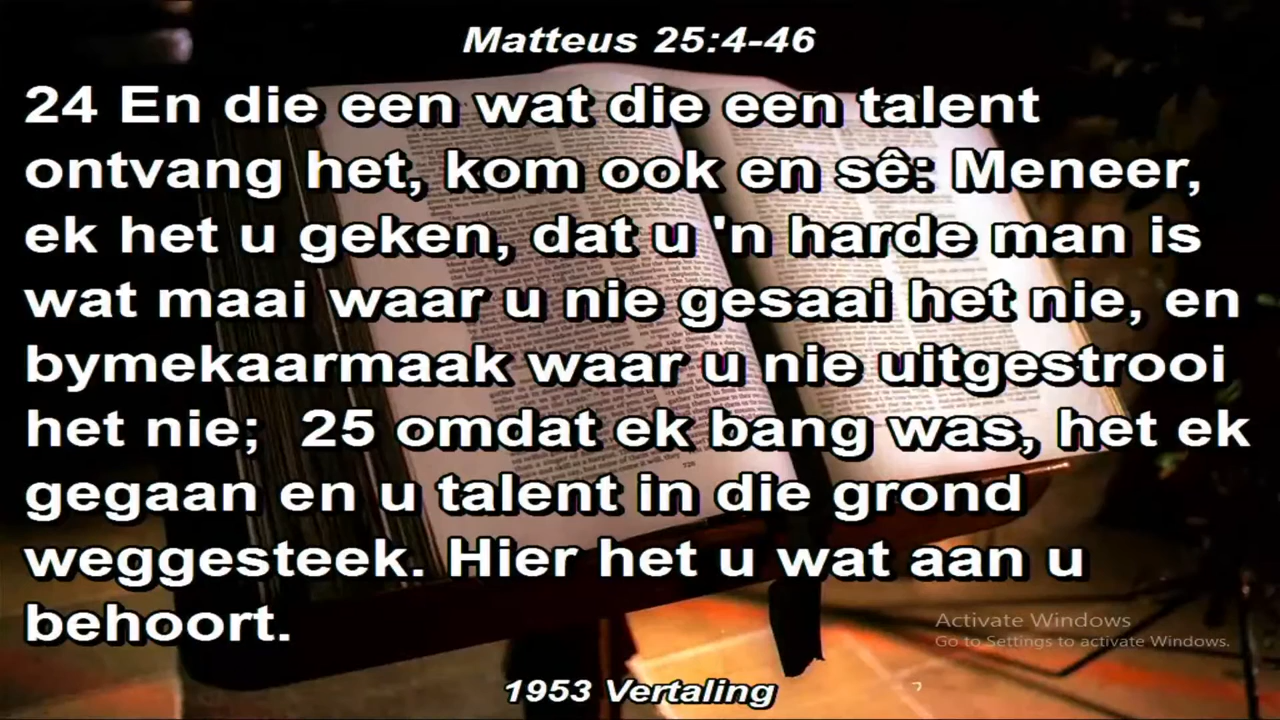 Matteus 25:4-46
24 En die een wat die een talent
ontvang het, kom ook en sê: Meneer,
ek het u geken, dat u 'n harde man is
wat maai waar u nie gesaai het nie, en
bymekaarmaak waar u nie uitgestrooi
het nie;  25 omdat ek bang was, het ek
gegaan en u talent in die grond
weggesteek. Hier het u wat aan u
behoort.
Activate Windows
Go to Settings to activate Windows.
1953 Vertaling